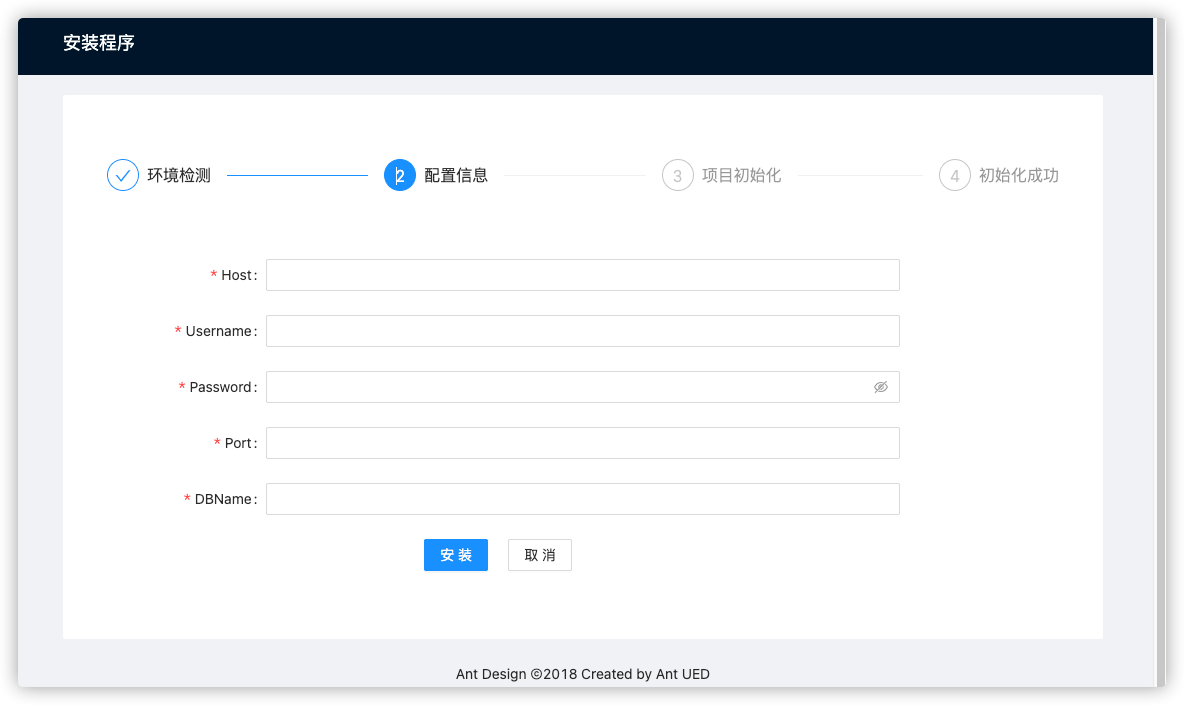 安装程序
环境检测 2 配置信息 3 项目初始化 4 初始化成功
* Host:
* Username:
* Password:
* Port:
* DBName:
安 装 取 消
Ant Design ©2018 Created by Ant UED